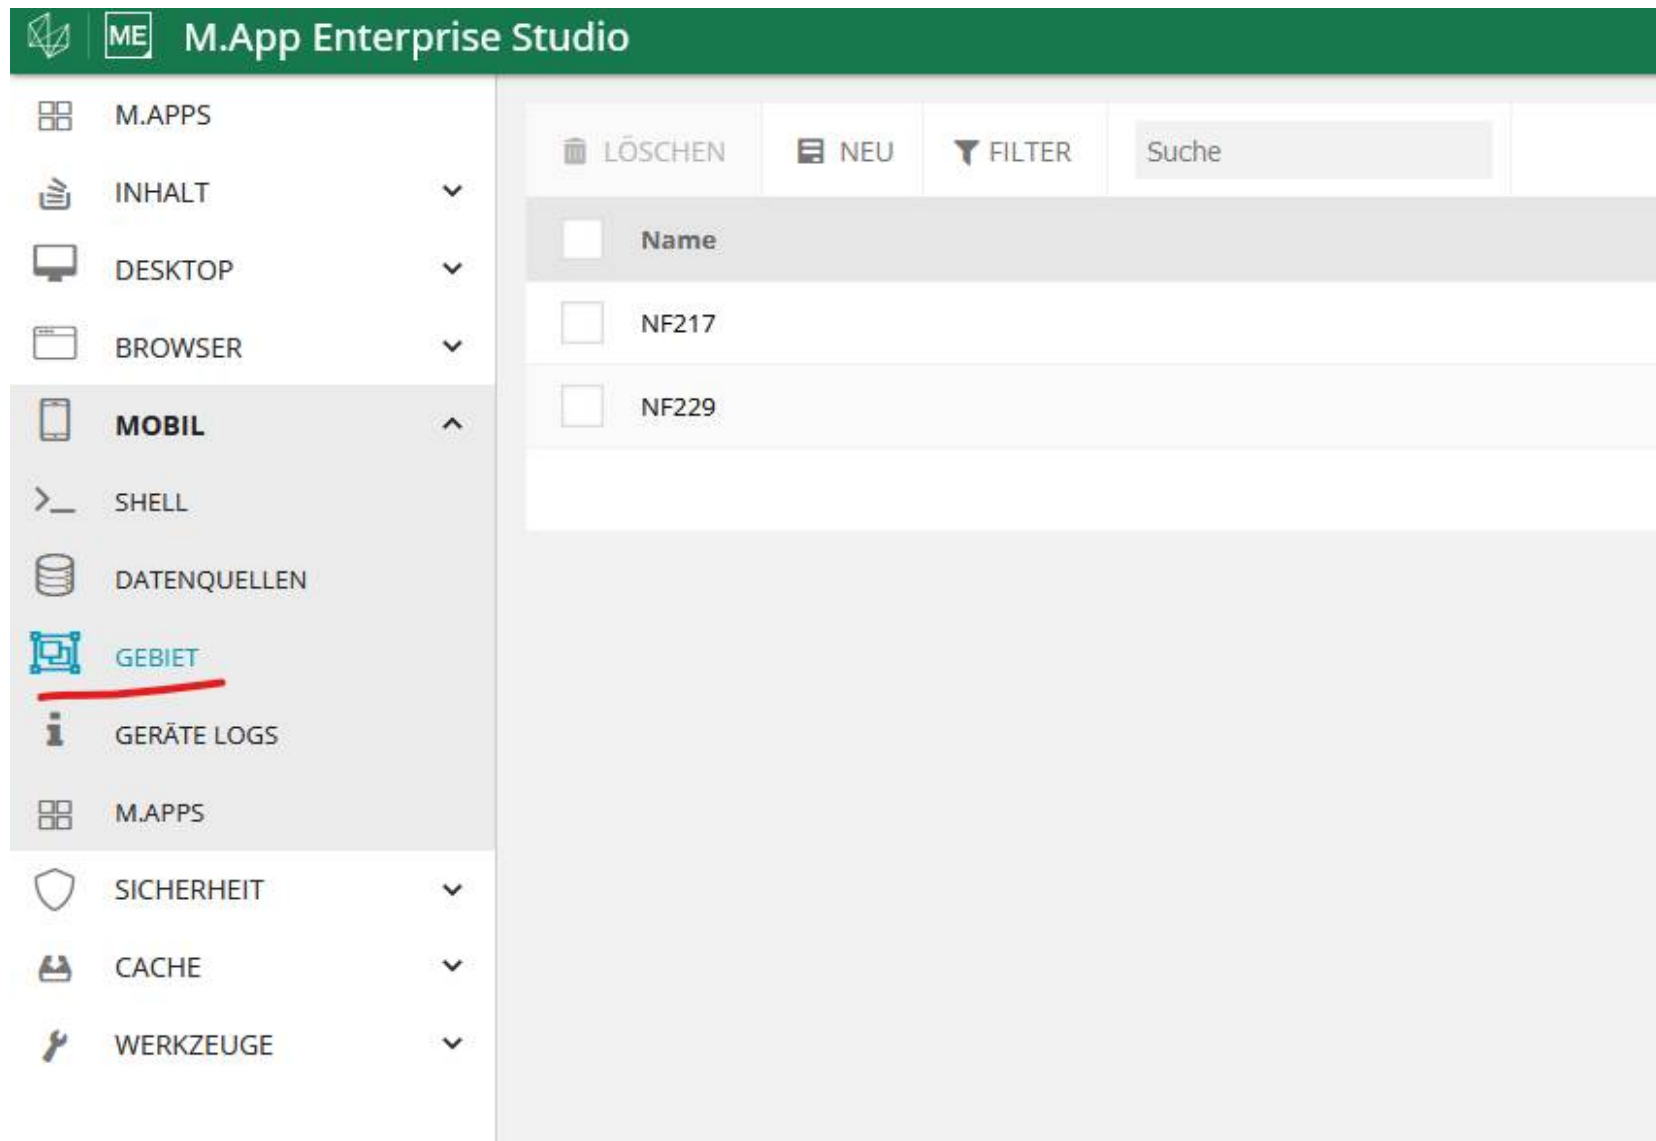 ME M.App Enterprise Studio
M.APPS
INHALT
DESKTOP
BROWSER
MOBIL
SHELL
DATENQUELLEN
GEBIET
GERÄTE LOGS
M.APPS
SICHERHEIT
CACHE
WERKZEUGE
LÖSCHEN NEU FILTER Suche
Name
NF217
NF229